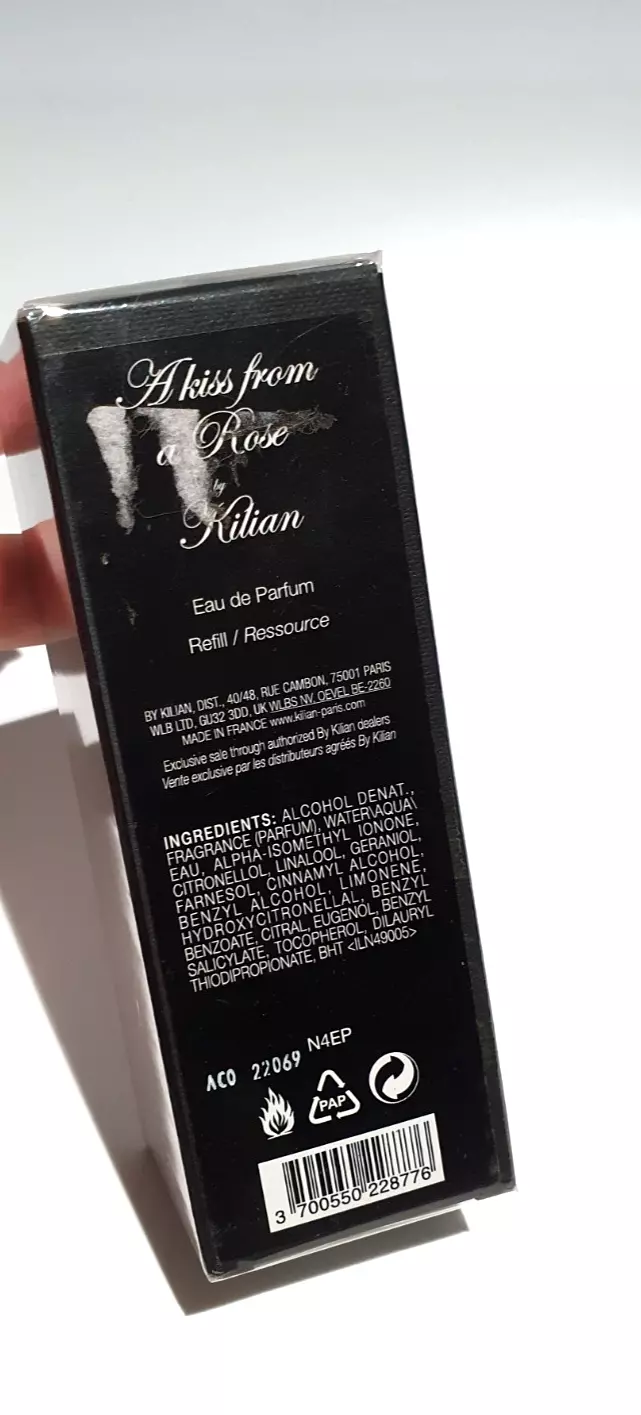 A kiss from
a Rose
by
Kilian
Eau de Parfum
Refill / Ressource
BY KILIAN, DIST., 40/48, RUE CAMBON, 75001 PARIS
WLB LTD, GU32 3DD, UK WLBS NV. OEVEL BE-2260
MADE IN FRANCE www.kilian-paris.com
Exclusive sale through authorized By Kilian dealers
Vente exclusive par les distributeurs agréés By Kilian
INGREDIENTS: ALCOHOL DENAT.,
FRAGRANCE (PARFUM), WATER\AQUA\
EAU, ALPHA-ISOMETHYL IONONE,
CITRONELLOL, LINALOOL, GERANIOL,
FARNESOL, CINNAMYL ALCOHOL,
BENZYL ALCOHOL, LIMONENE,
HYDROXYCITRONELLAL, BENZYL
BENZOATE, CITRAL, EUGENOL, BENZYL
SALICYLATE, TOCOPHEROL, DILAURYL
THIODIPROPIONATE, BHT <ILN49005>
N4EP
ACO 22069
PAP
3 700550 228776